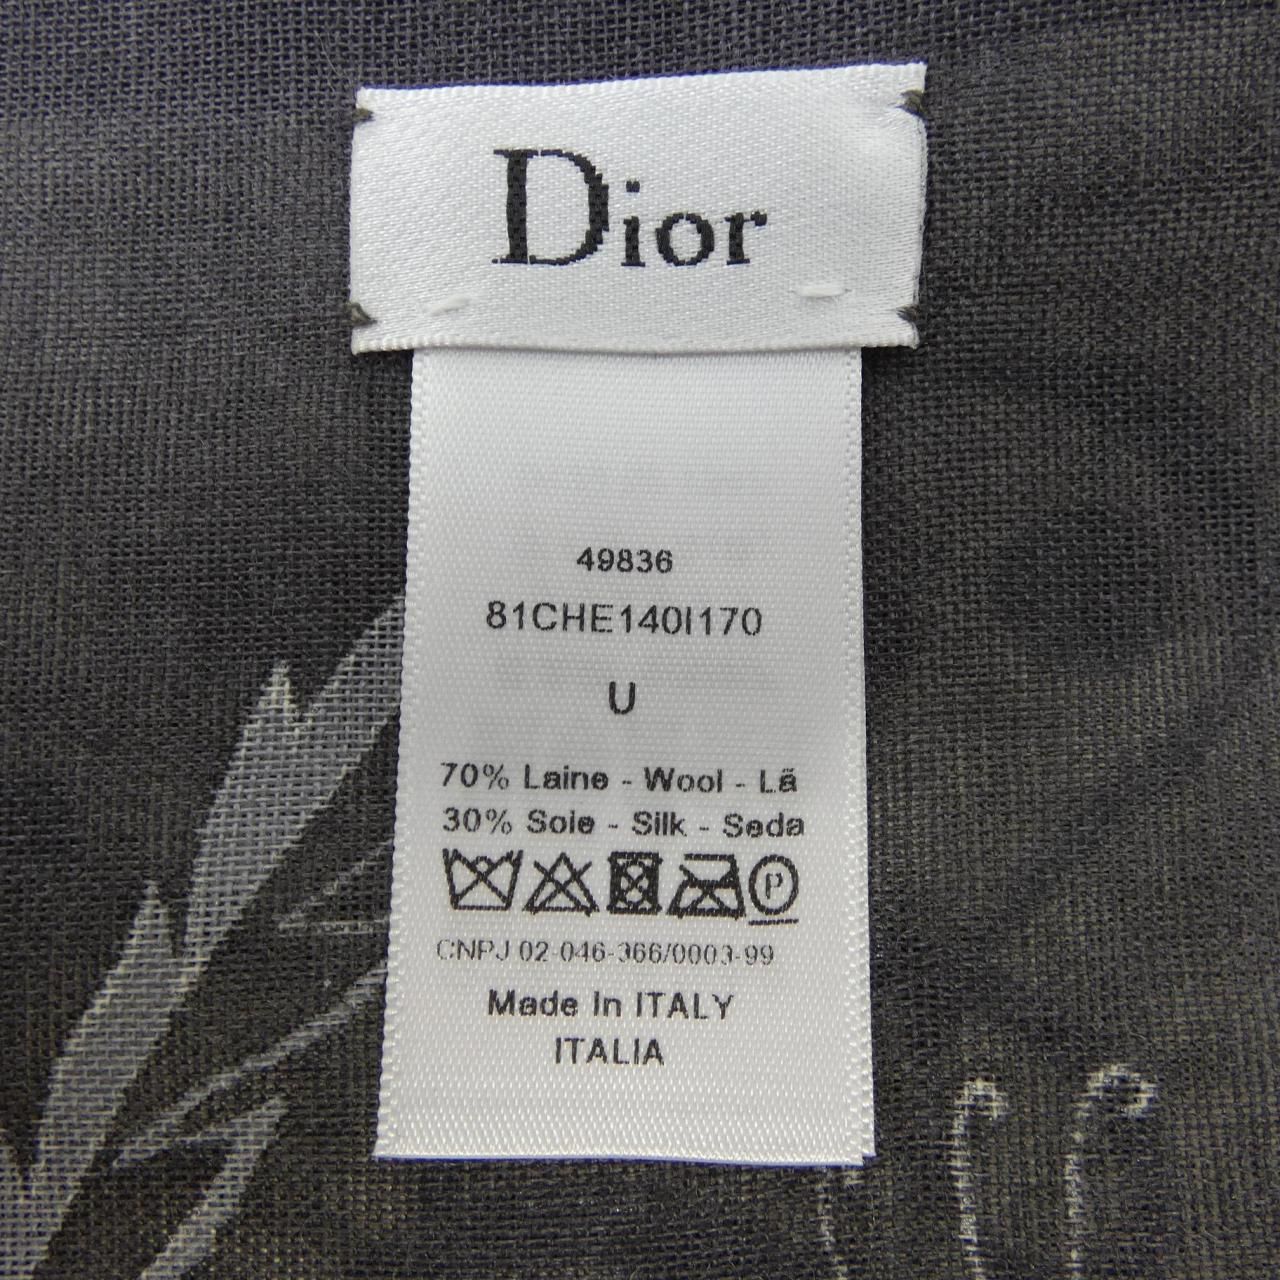 Dior
49836
81CHE140I170
U
70% Laine - Wool - Lã
30% Soie - Silk - Seda
P
CNPJ 02-046-366/0003-99
Made In ITALY
ITALIA